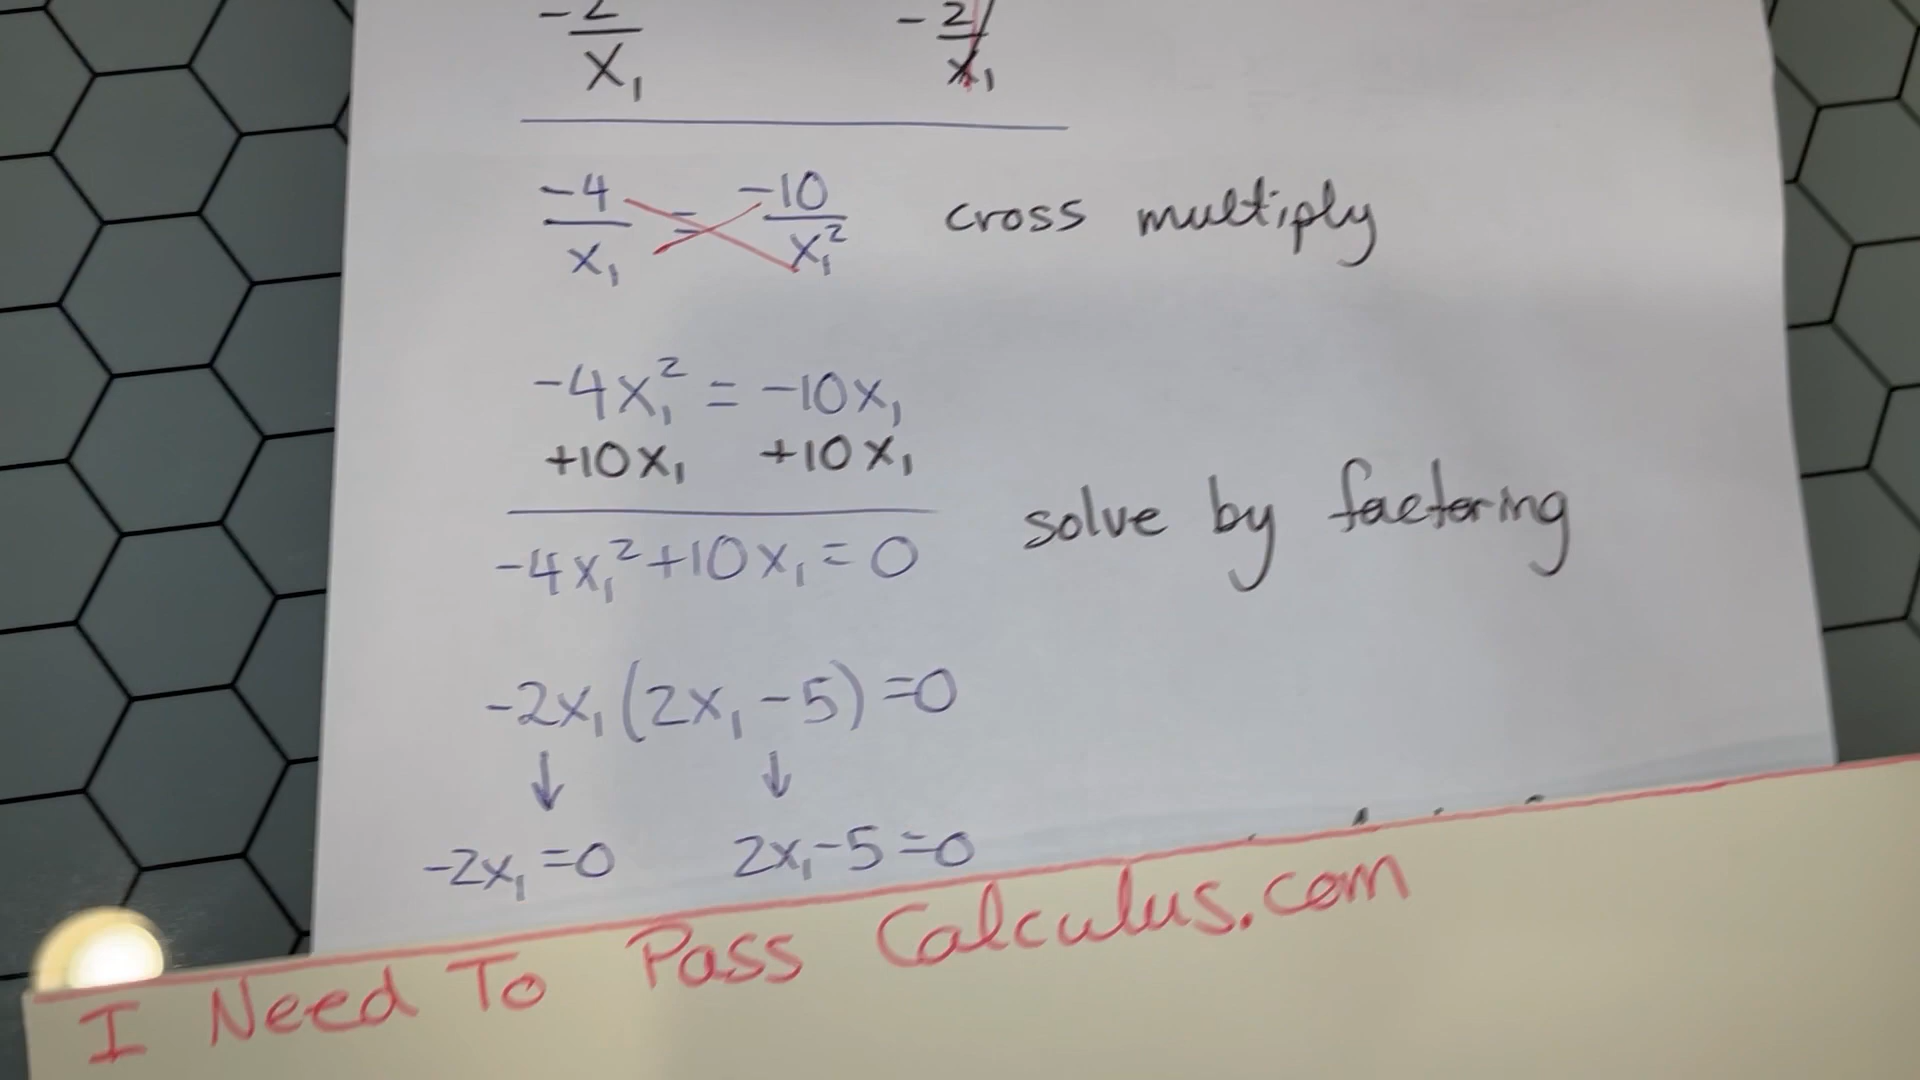 -2/x₁ -2/x₁
-4/x₁ = -10/x₁² cross multiply
-4x₁² = -10x₁
+10x₁ +10x₁
-4x₁² + 10x₁ = 0 solve by factoring
-2x₁(2x₁ - 5) = 0
↓ ↓
-2x₁ = 0 2x₁ - 5 = 0
I Need To Pass Calculus.com